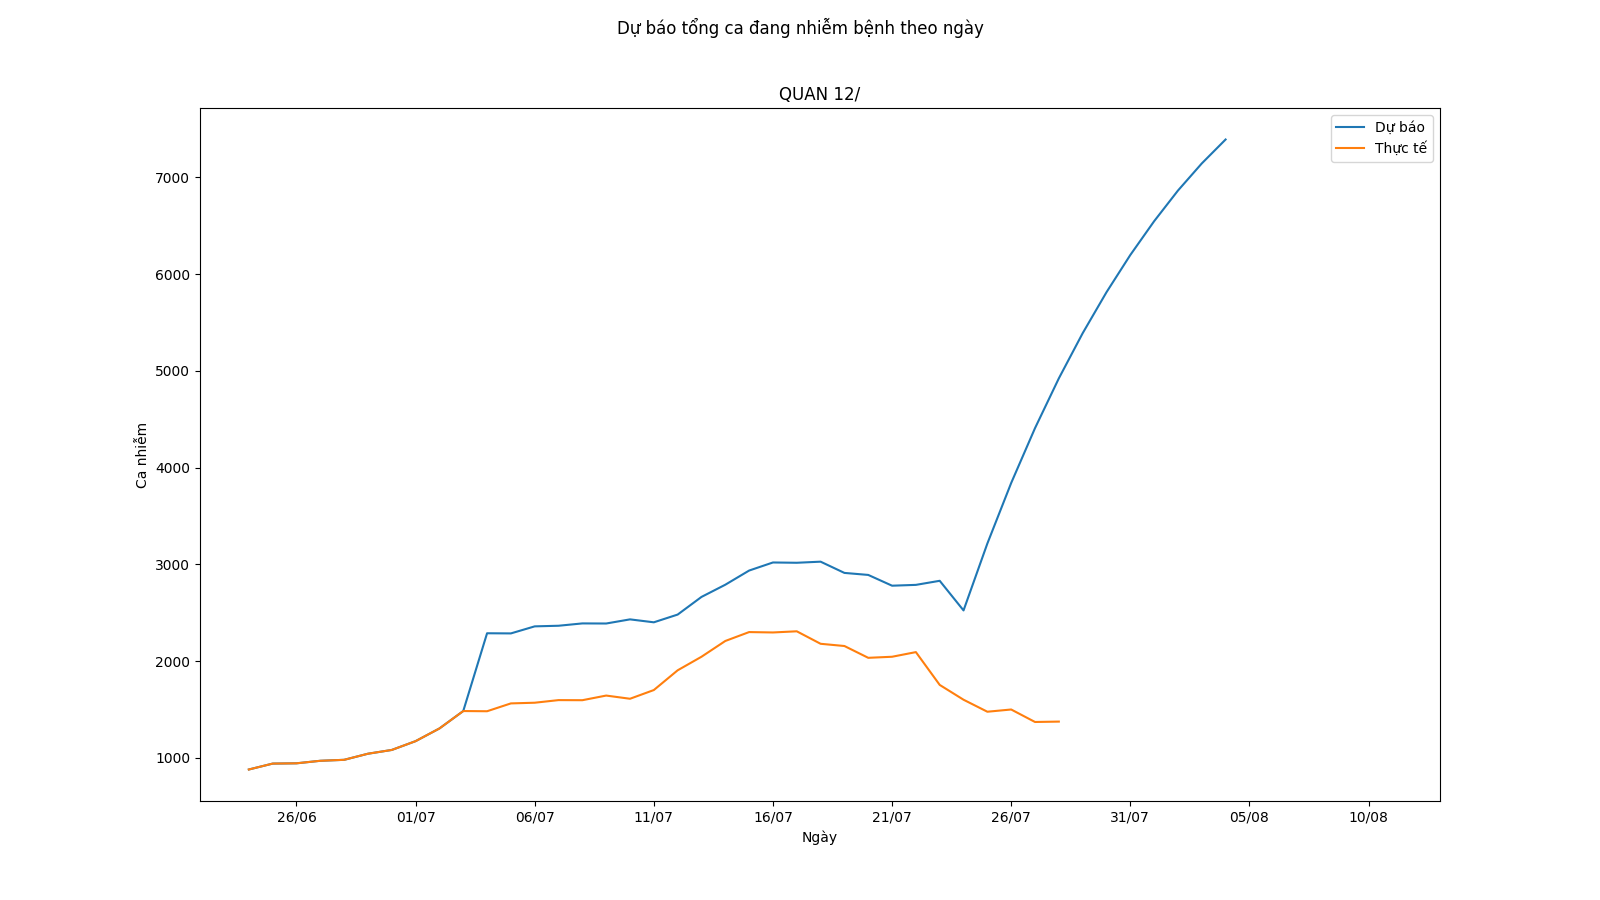 Dự báo tổng ca đang nhiễm bệnh theo ngày
QUAN 12/
Dự báo
Thực tế
7000
6000
5000
4000
3000
2000
1000
Ca nhiễm
26/06 01/07 06/07 11/07 16/07 21/07 26/07 31/07 05/08 10/08
Ngày